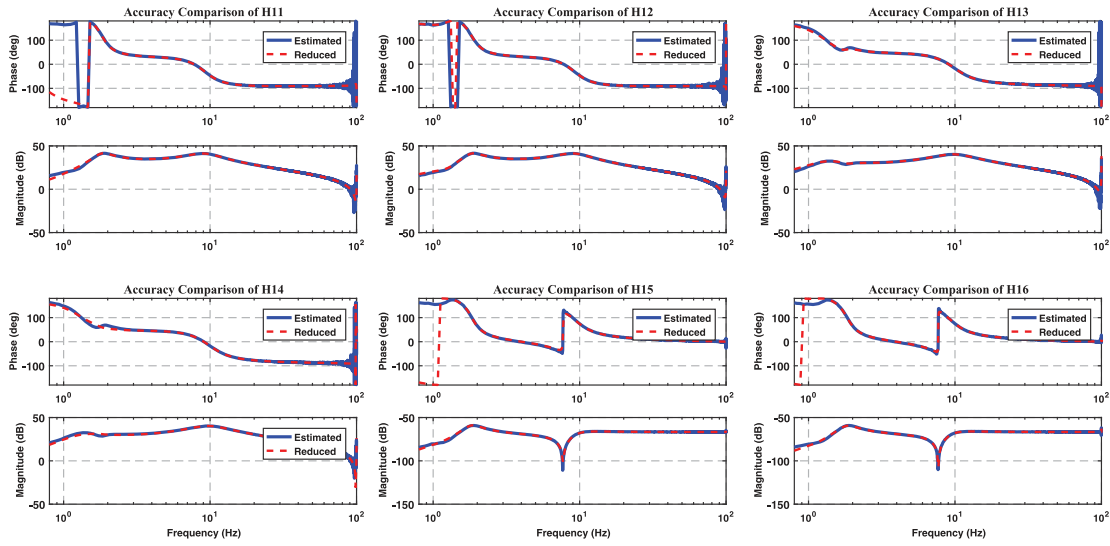 Accuracy Comparison of H11
Phase (deg)
100
0
-100
Estimated
Reduced
10^0
10^1
10^2
Magnitude (dB)
50
0
-50
10^0
10^1
10^2
Accuracy Comparison of H12
Phase (deg)
100
0
-100
Estimated
Reduced
10^0
10^1
10^2
Magnitude (dB)
50
0
-50
10^0
10^1
10^2
Accuracy Comparison of H13
Phase (deg)
100
0
-100
Estimated
Reduced
10^0
10^1
10^2
Magnitude (dB)
50
0
-50
10^0
10^1
10^2
Accuracy Comparison of H14
Phase (deg)
100
0
-100
Estimated
Reduced
10^0
10^1
10^2
Magnitude (dB)
50
0
-50
Estimated
Reduced
10^0
10^1
10^2
Frequency (Hz)
Accuracy Comparison of H15
Phase (deg)
100
0
-100
Estimated
Reduced
10^0
10^1
10^2
Magnitude (dB)
-50
-100
-150
10^0
10^1
10^2
Frequency (Hz)
Accuracy Comparison of H16
Phase (deg)
100
0
-100
Estimated
Reduced
10^0
10^1
10^2
Magnitude (dB)
-50
-100
-150
10^0
10^1
10^2
Frequency (Hz)